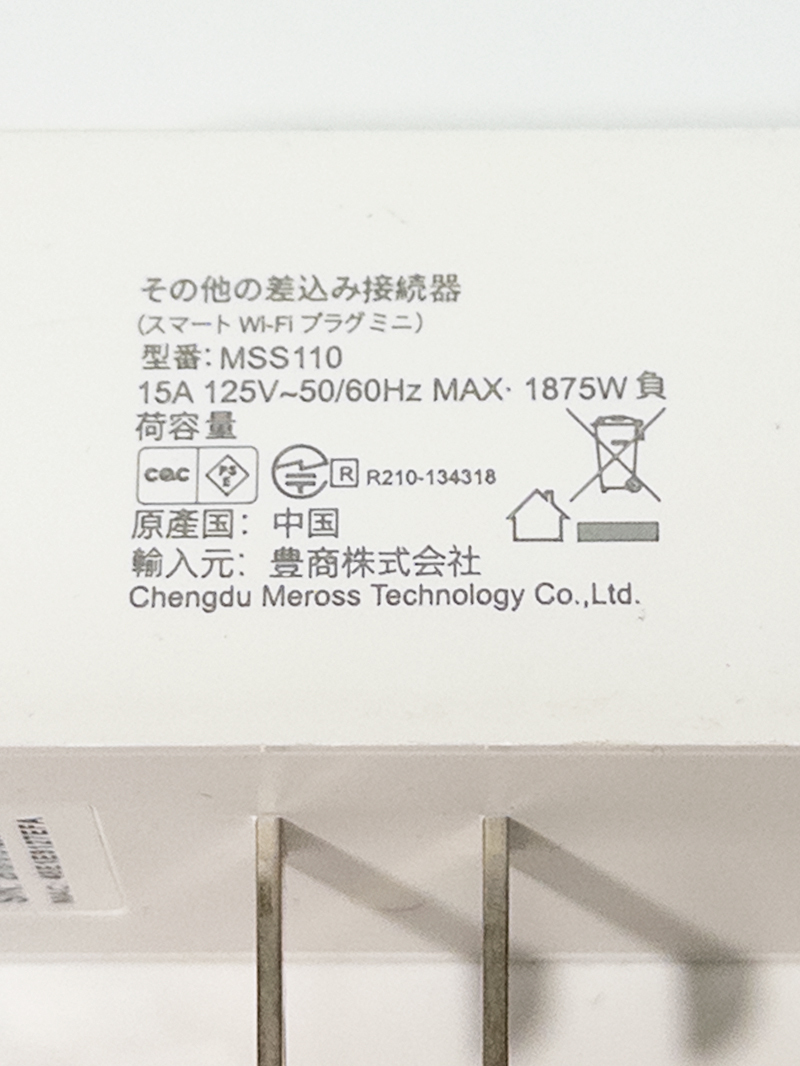 その他の差込み接続器
(スマート Wi-Fi プラグミニ)
型番: MSS110
15A 125V~50/60Hz MAX· 1875W 負
荷容量
CQC PSE R R210-134318
原產国: 中国
輸入元: 豊商株式会社
Chengdu Meross Technology Co.,Ltd.